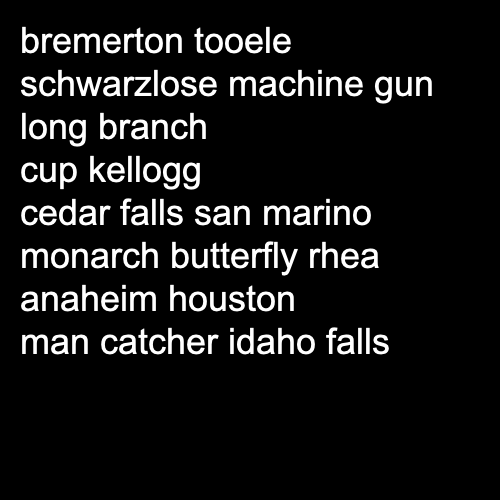 bremerton tooele
schwarzlose machine gun
long branch
cup kellogg
cedar falls san marino
monarch butterfly rhea
anaheim houston
man catcher idaho falls